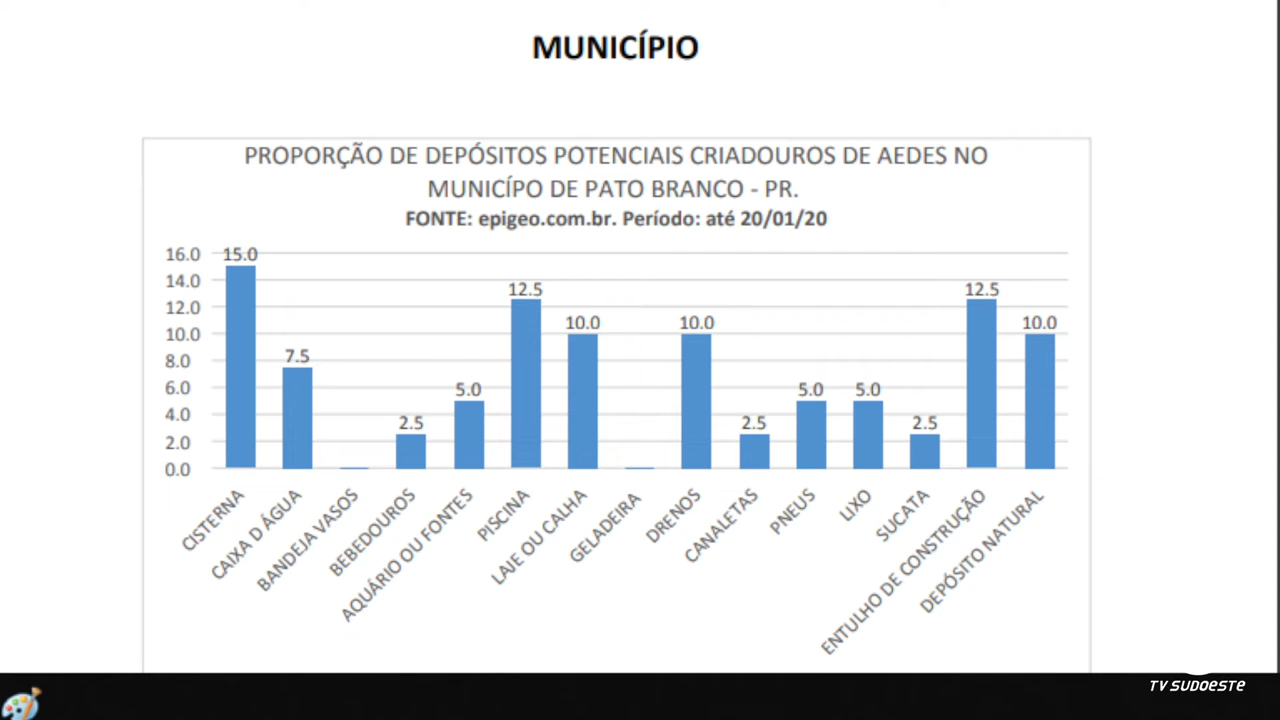 MUNICÍPIO
PROPORÇÃO DE DEPÓSITOS POTENCIAIS CRIADOUROS DE AEDES NO
MUNICÍPO DE PATO BRANCO - PR.
FONTE: epigeo.com.br. Período: até 20/01/20
16.0
14.0
12.0
10.0
8.0
6.0
4.0
2.0
0.0
15.0
7.5
2.5
5.0
12.5
10.0
10.0
2.5
5.0
5.0
2.5
12.5
10.0
CISTERNA
CAIXA D ÁGUA
BANDEJA VASOS
BEBEDOUROS
AQUÁRIO OU FONTES
PISCINA
LAJE OU CALHA
GELADEIRA
DRENOS
CANALETAS
PNEUS
LIXO
SUCATA
ENTULHO DE CONSTRUÇÃO
DEPÓSITO NATURAL
TV SUDOESTE